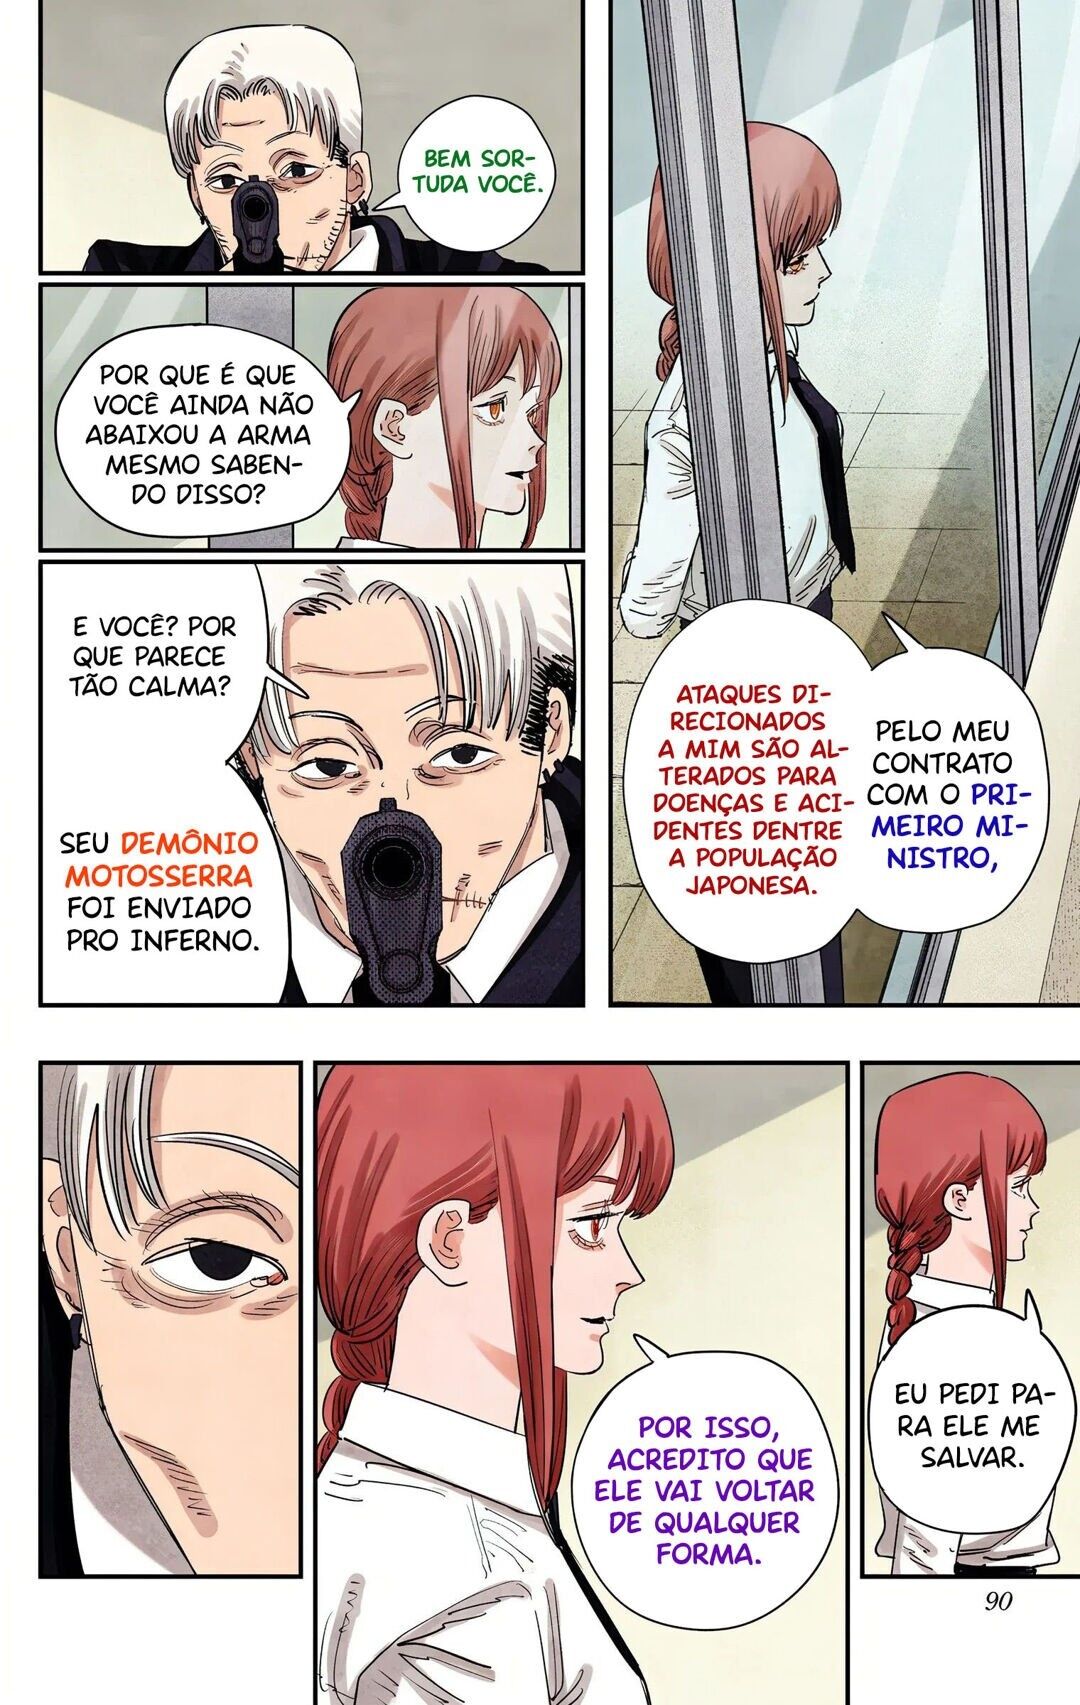 PELO MEU
CONTRATO
COM O PRI-
MEIRO MI-
NISTRO,
ATAQUES DI-
RECIONADOS
A MIM SÃO AL-
TERADOS PARA
DOENÇAS E ACI-
DENTES DENTRE
A POPULAÇÃO
JAPONESA.
BEM SOR-
TUDA VOCÊ.
POR QUE É QUE
VOCÊ AINDA NÃO
ABAIXOU A ARMA
MESMO SABEN-
DO DISSO?
E VOCÊ? POR
QUE PARECE
TÃO CALMA?
SEU DEMÔNIO
MOTOSSERRA
FOI ENVIADO
PRO INFERNO.
EU PEDI PA-
RA ELE ME
SALVAR.
POR ISSO,
ACREDITO QUE
ELE VAI VOLTAR
DE QUALQUER
FORMA.
90